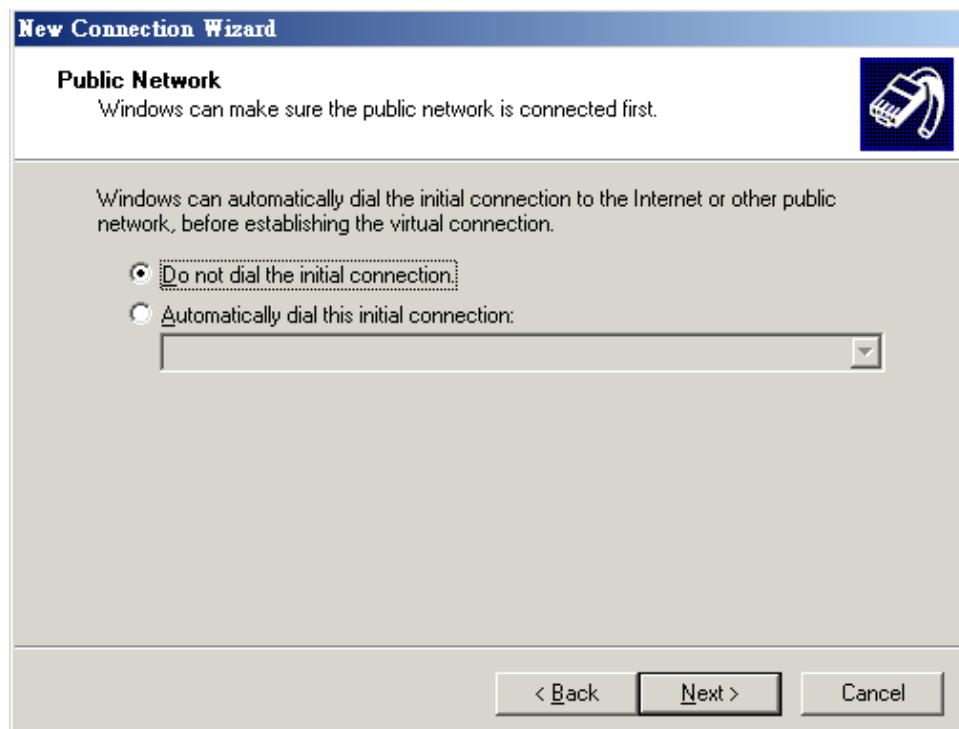 New Connection Wizard
Public Network
Windows can make sure the public network is connected first.
Windows can automatically dial the initial connection to the Internet or other public
network, before establishing the virtual connection.
Do not dial the initial connection.
Automatically dial this initial connection:
< Back Next > Cancel